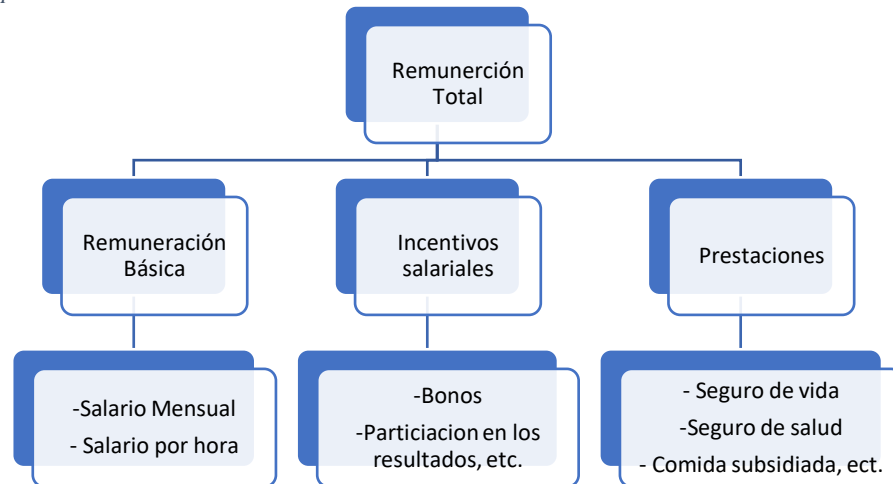 Remunerción
Total
Remuneración
Básica
Incentivos
salariales
Prestaciones
-Salario Mensual
- Salario por hora
-Bonos
-Particiacion en los
resultados, etc.
- Seguro de vida
-Seguro de salud
- Comida subsidiada, ect.